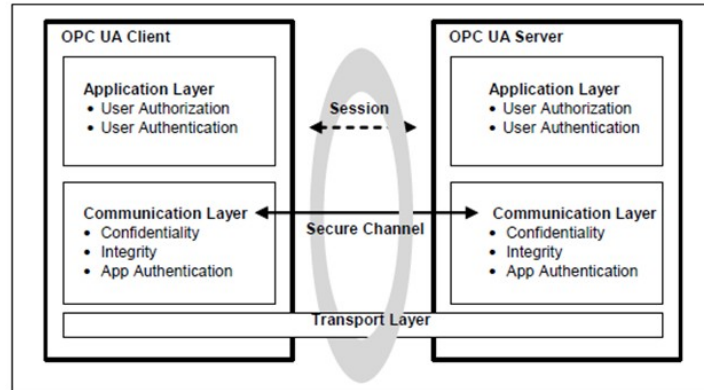 OPC UA Client
Application Layer
• User Authorization
• User Authentication
Communication Layer
• Confidentiality
• Integrity
• App Authentication
Session
Secure Channel
Transport Layer
OPC UA Server
Application Layer
• User Authorization
• User Authentication
Communication Layer
• Confidentiality
• Integrity
• App Authentication